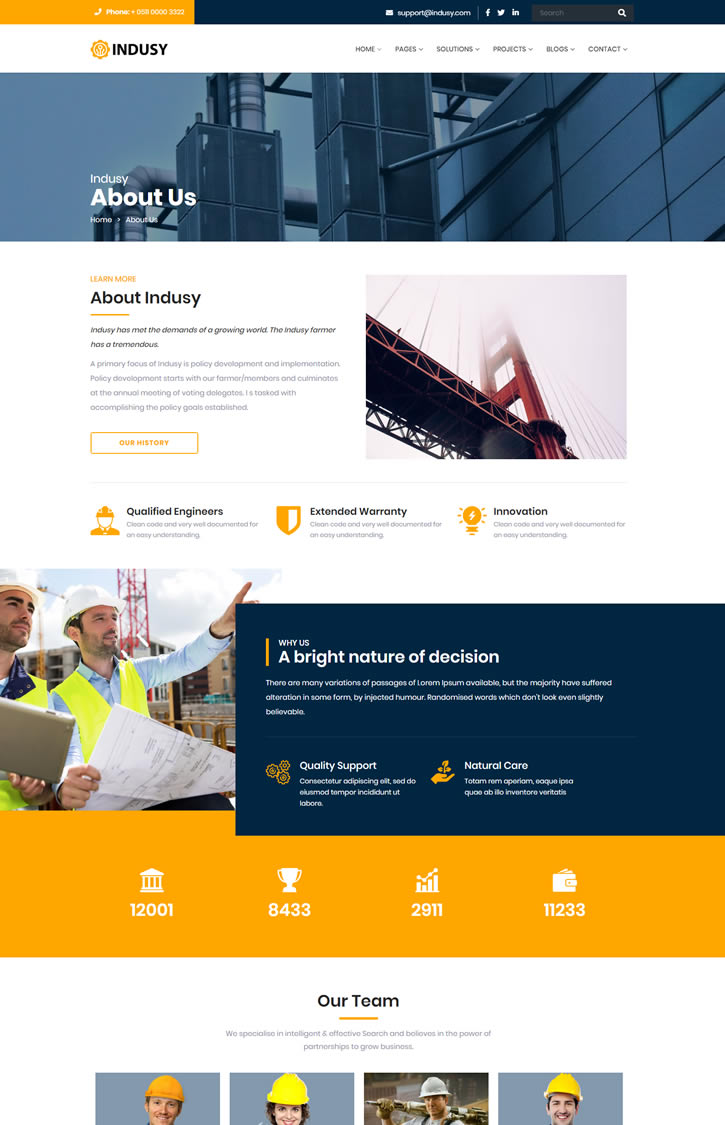 Phone: + 0511 0000 3322
support@indusy.com
Search
INDUSY
HOME PAGES SOLUTIONS PROJECTS BLOGS CONTACT
Indusy
About Us
Home > About Us
LEARN MORE
About Indusy
Indusy has met the demands of a growing world. The Indusy farmer
has a tremendous.
A primary focus of Indusy is policy development and implementation.
Policy development starts with our farmer/members and culminates
at the annual meeting of voting delegates. I s tasked with
accomplishing the policy goals established.
OUR HISTORY
Qualified Engineers
Clean code and very well documented for
an easy understanding.
Extended Warranty
Clean code and very well documented for
an easy understanding.
Innovation
Clean code and very well documented for
an easy understanding.
WHY US
A bright nature of decision
There are many variations of passages of Lorem Ipsum available, but the majority have suffered
alteration in some form, by injected humour. Randomised words which don't look even slightly
believable.
Quality Support
Consectetur adipiscing elit, sed do
eiusmod tempor incididunt ut
labore.
Natural Care
Totam rem aperiam, eaque ipsa
quae ab illo inventore veritatis
12001
8433
2911
11233
Our Team
We specialise in intelligent & effective Search and believes in the power of
partnerships to grow business.